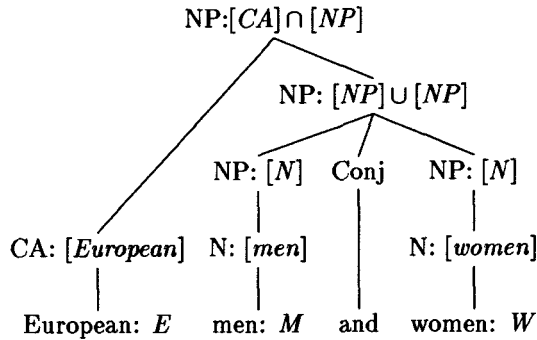 NP:[CA]∩[NP]
NP: [NP]∪[NP]
NP: [N] Conj NP: [N]
CA: [European] N: [men] N: [women]
European: E men: M and women: W